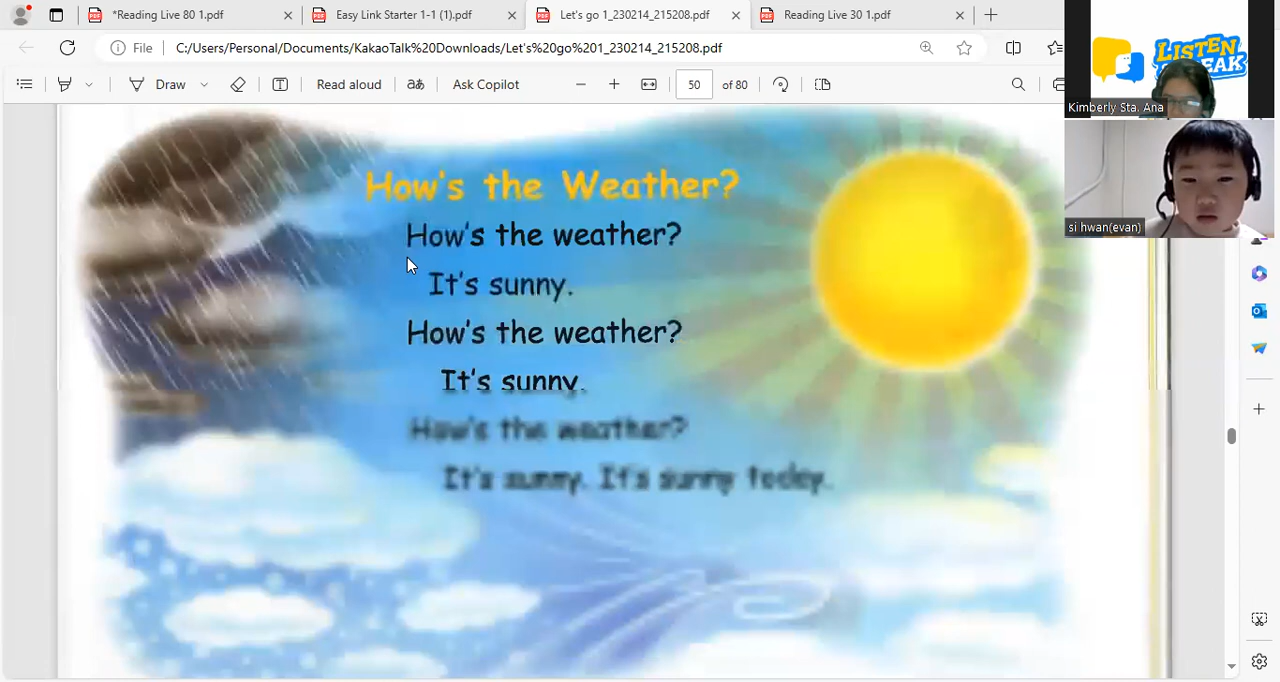 *Reading Live 80 1.pdf
Easy Link Starter 1-1 (1).pdf
Let's go 1_230214_215208.pdf
Reading Live 30 1.pdf
File
C:/Users/Personal/Documents/KakaoTalk%20Downloads/Let's%20go%201_230214_215208.pdf
Draw
Read aloud
Ask Copilot
50 of 80
LISTEN
Kimberly Sta. Ana
si hwan(evan)
How's the Weather?
How's the weather?
It's sunny.
How's the weather?
It's sunny.
How's the weather?
It's sunny. It's sunny today.